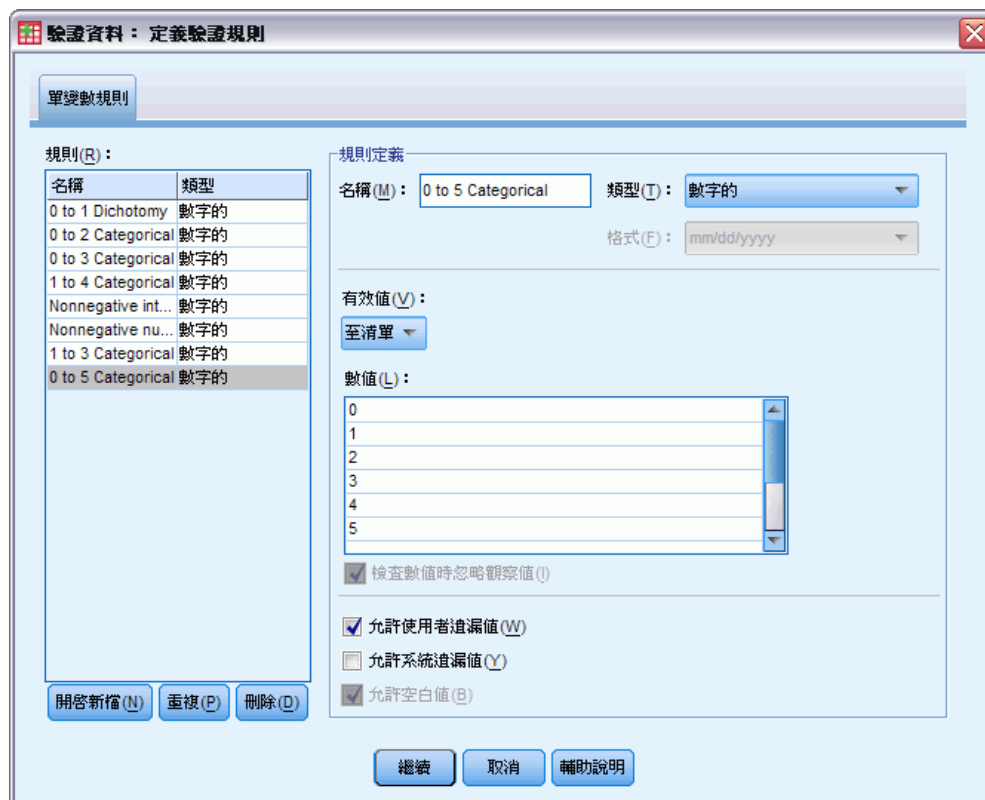 驗證資料： 定義驗證規則
單變數規則
規則(R)：
名稱 類型
0 to 1 Dichotomy 數字的
0 to 2 Categorical 數字的
0 to 3 Categorical 數字的
1 to 4 Categorical 數字的
Nonnegative int... 數字的
Nonnegative nu... 數字的
1 to 3 Categorical 數字的
0 to 5 Categorical 數字的
開啟新檔(N) 重複(P) 刪除(D)
規則定義
名稱(M)： 0 to 5 Categorical 類型(T)： 數字的
格式(F)： mm/dd/yyyy
有效值(V)：
至清單
數值(L)：
0
1
2
3
4
5
檢查數值時忽略觀察值(I)
允許使用者遺漏值(W)
允許系統遺漏值(Y)
允許空白值(B)
繼續 取消 輔助說明